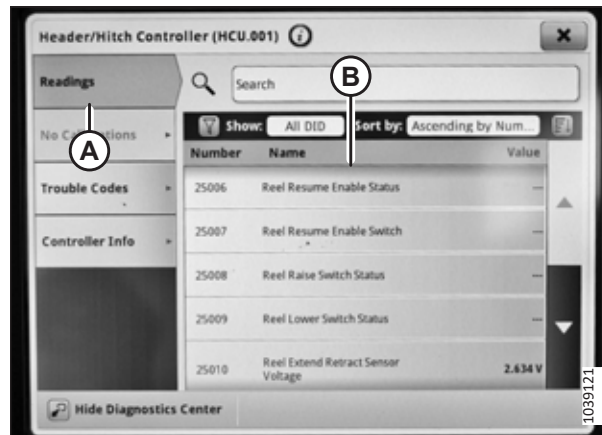 Header/Hitch Controller (HCU.001)
Readings
Search
B
Show: All DID Sort by: Ascending by Num...
A
Number Name Value
Trouble Codes
25006 Reel Resume Enable Status ---
Controller Info
25007 Reel Resume Enable Switch ---
25008 Reel Raise Switch Status ---
25009 Reel Lower Switch Status ---
25010 Reel Extend Retract Sensor
Voltage 2.634 V
Hide Diagnostics Center
1039121